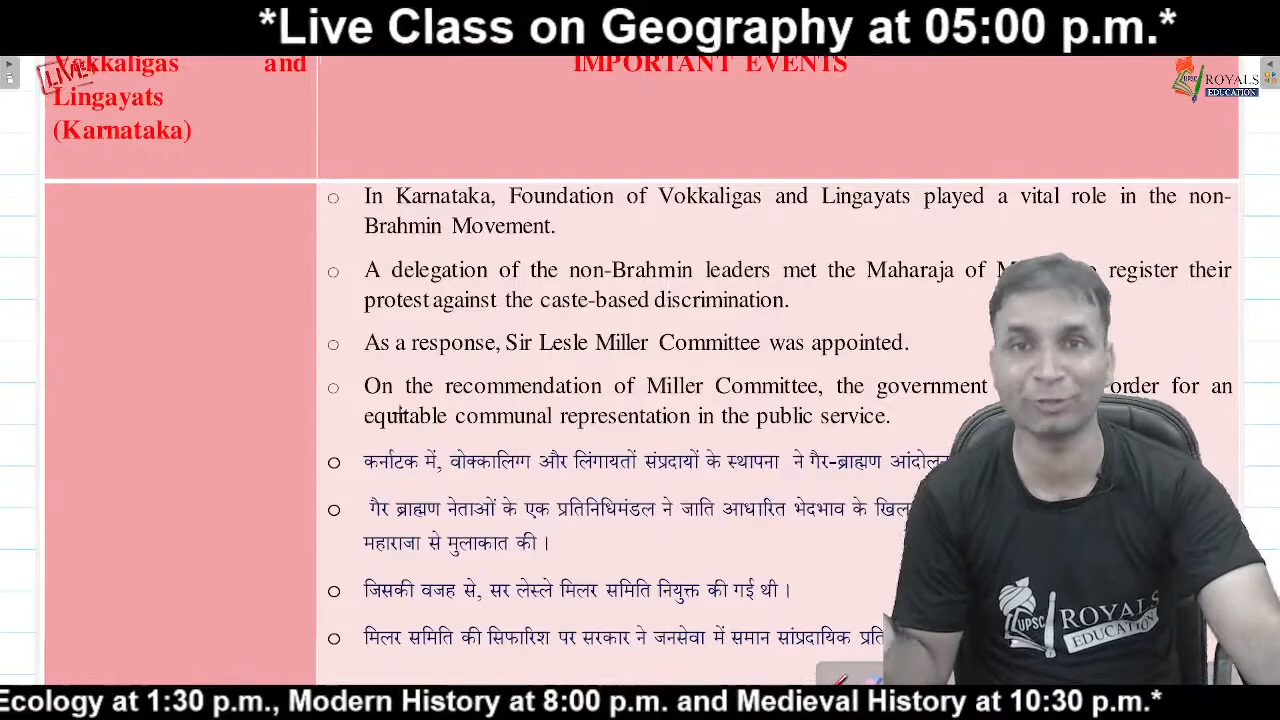 *Live Class on Geography at 05:00 p.m.*
Vokkaligas and
Lingayats
(Karnataka)
IMPORTANT EVENTS
LIVE
UPSC ROYALS
EDUCATION
In Karnataka, Foundation of Vokkaligas and Lingayats played a vital role in the non-
Brahmin Movement.
A delegation of the non-Brahmin leaders met the Maharaja of register their
protest against the caste-based discrimination.
As a response, Sir Lesle Miller Committee was appointed.
On the recommendation of Miller Committee, the government order for an
equitable communal representation in the public service.
कर्नाटक में, वोक्कालिग्ग और लिंगायतों संप्रदायों के स्थापना ने गैर-ब्राह्मण आंदोलन
गैर ब्राह्मण नेताओं के एक प्रतिनिधिमंडल ने जाति आधारित भेदभाव के
महाराजा से मुलाकात की।
जिसकी वजह से, सर लेस्ले मिलर समिति नियुक्त की गई थी।
मिलर समिति की सिफारिश पर सरकार ने जनसेवा में समान सांप्रदायिक
UPSC ROYALS
EDUCATION
Ecology at 1:30 p.m., Modern History at 8:00 p.m. and Medieval History at 10:30 p.m.*